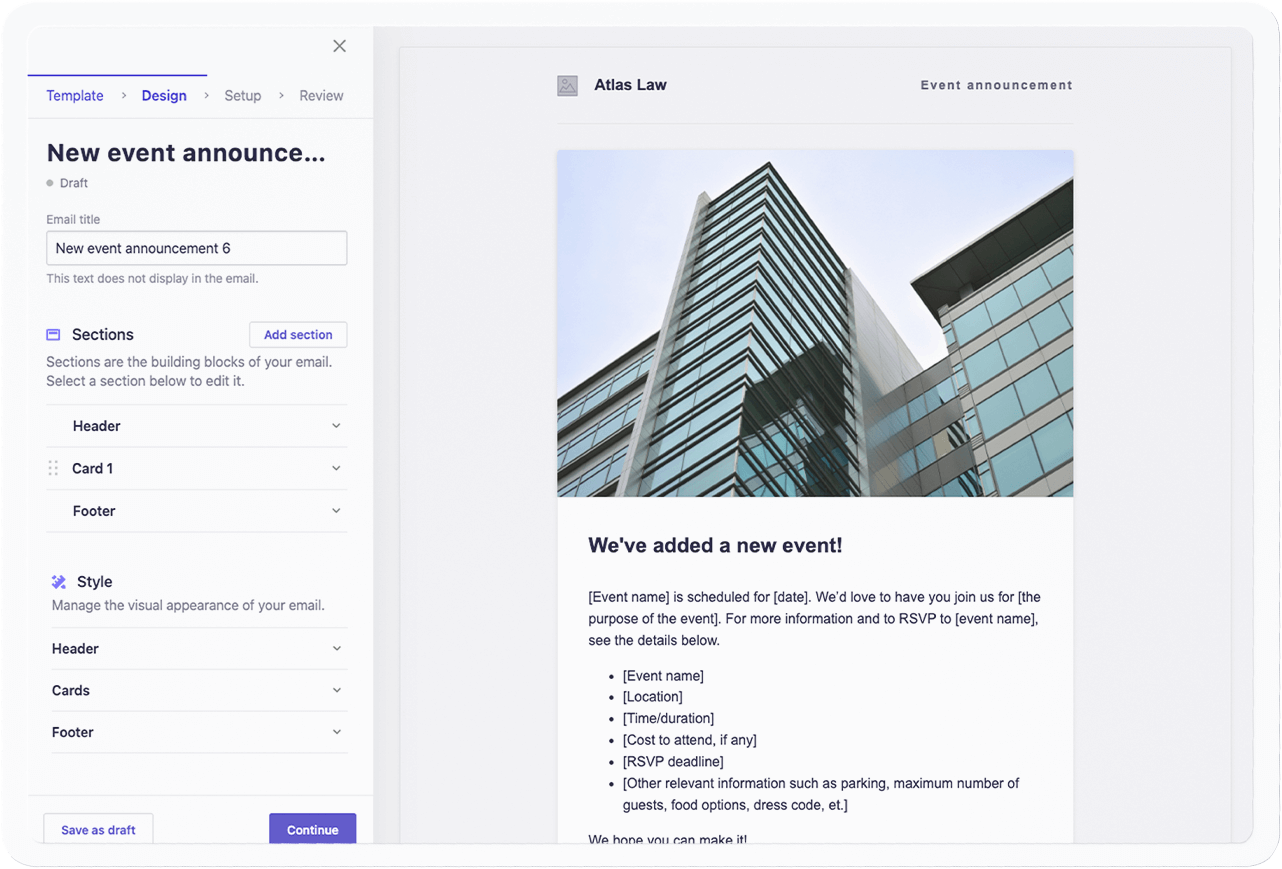 Template > Design > Setup > Review
New event announce...
Draft
Email title
New event announcement 6
This text does not display in the email.
Sections
Add section
Sections are the building blocks of your email.
Select a section below to edit it.
Header
Card 1
Footer
Style
Manage the visual appearance of your email.
Header
Cards
Footer
Save as draft
Continue
Atlas Law
Event announcement
We've added a new event!
[Event name] is scheduled for [date]. We'd love to have you join us for [the
purpose of the event]. For more information and to RSVP to [event name],
see the details below.
• [Event name]
• [Location]
• [Time/duration]
• [Cost to attend, if any]
• [RSVP deadline]
• [Other relevant information such as parking, maximum number of
guests, food options, dress code, et.]
We hope you can make it!